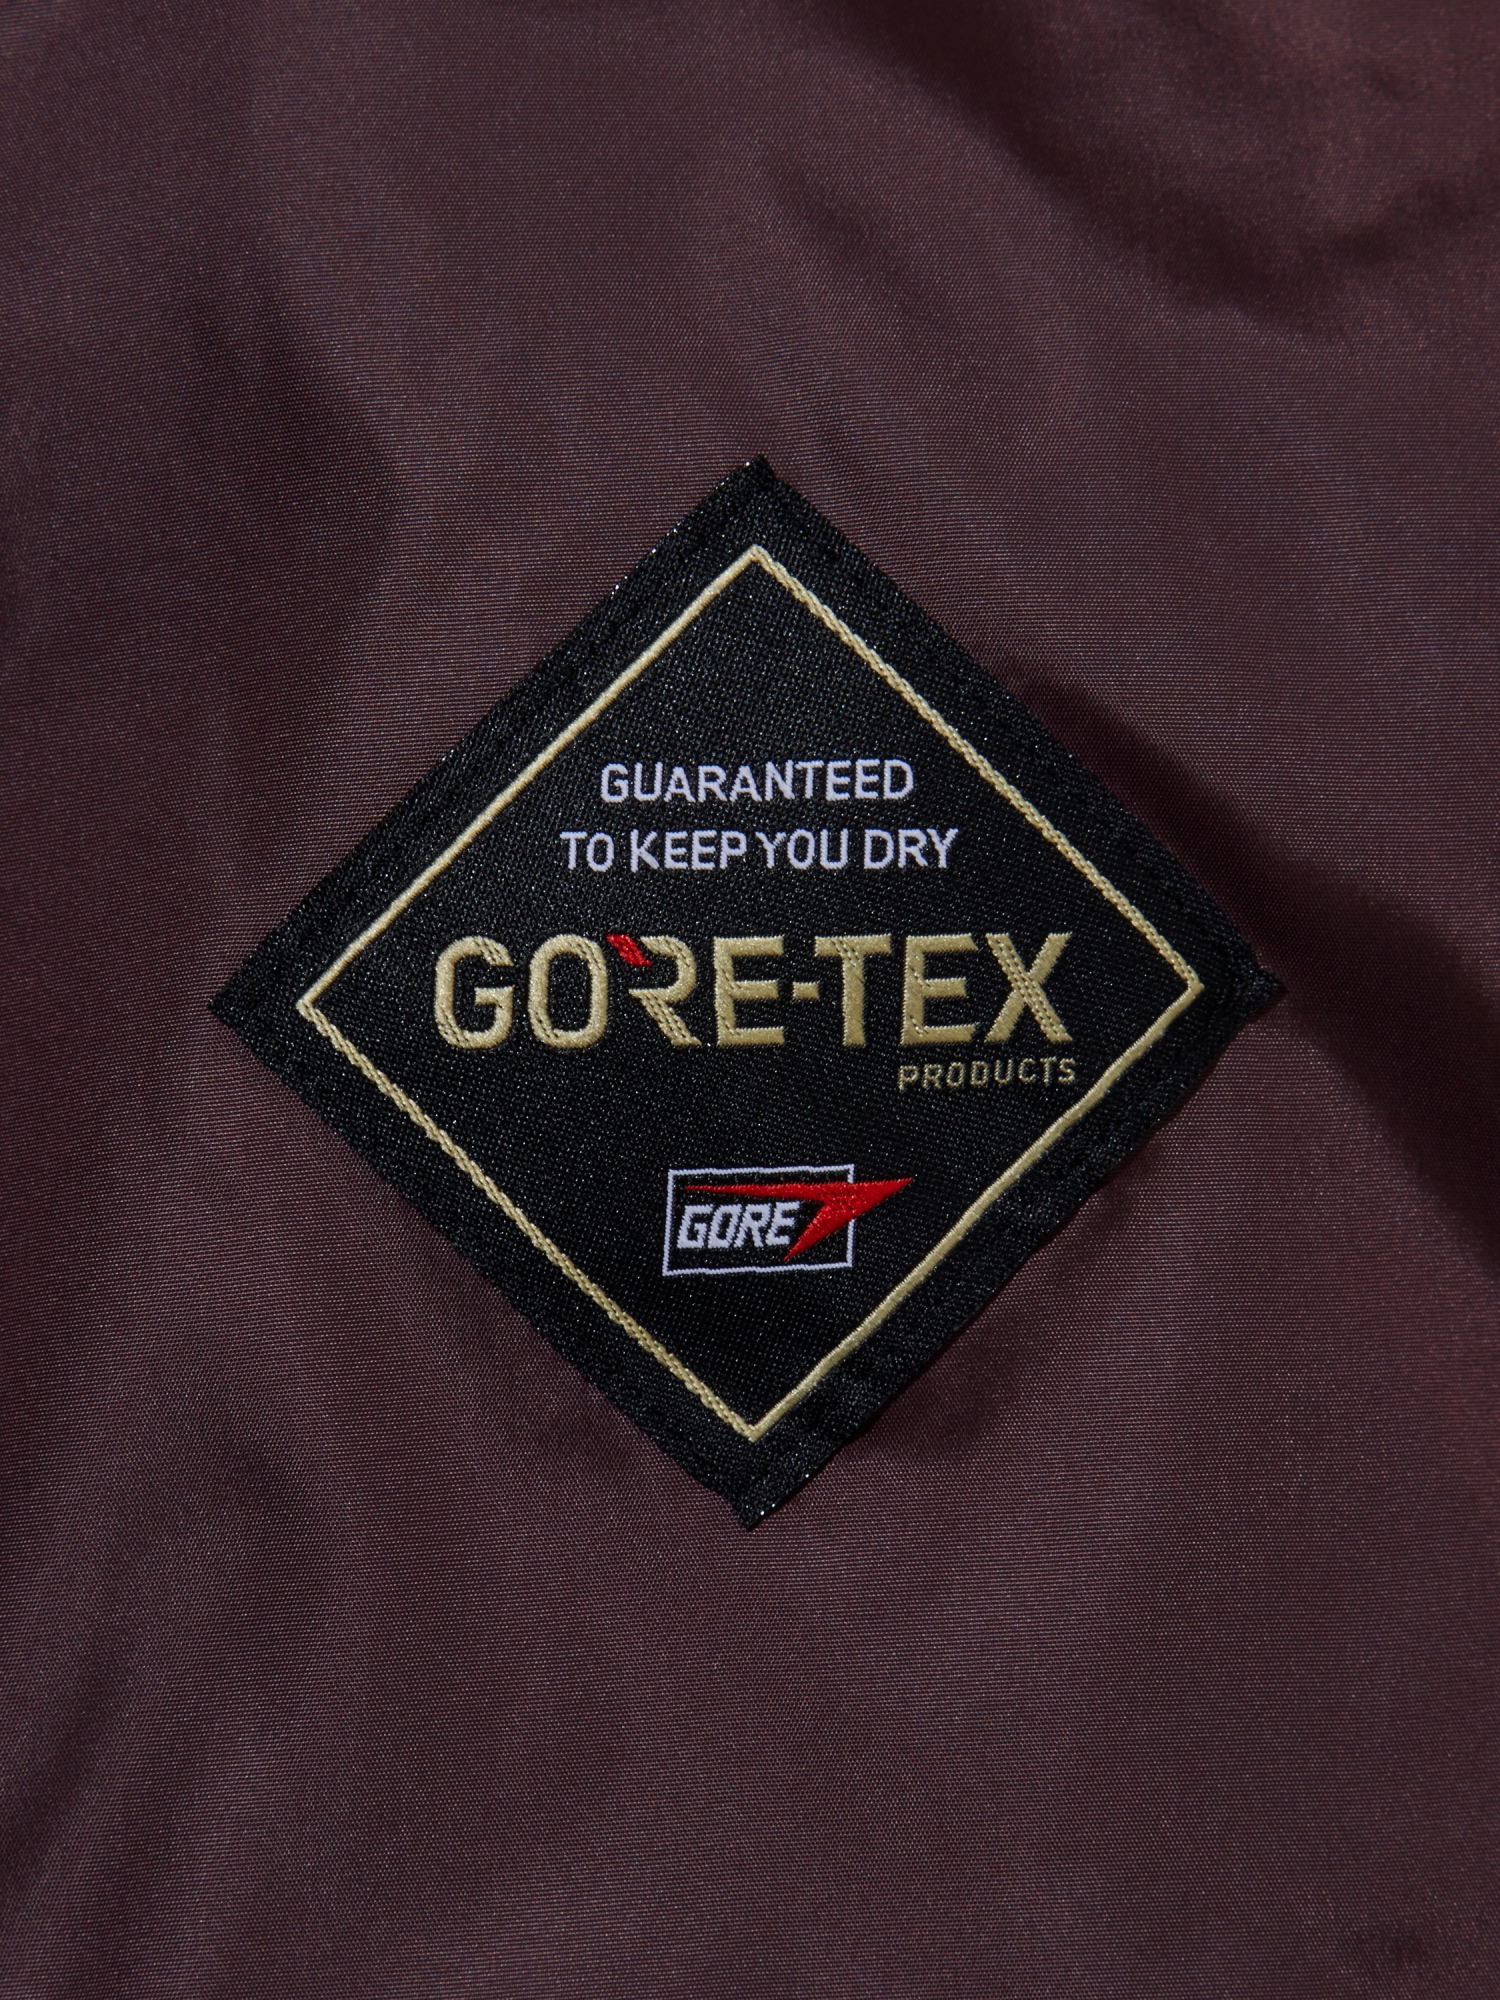 GUARANTEED
TO KEEP YOU DRY
GORE-TEX
PRODUCTS
GORE